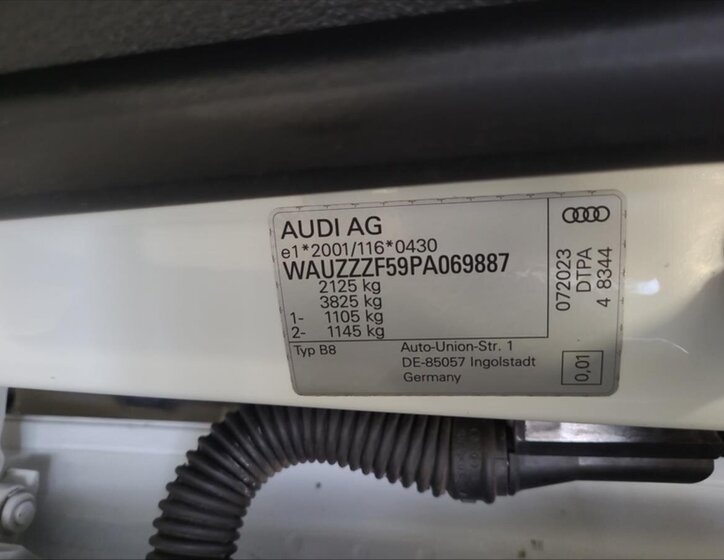 AUDI AG
e1*2001/116*0430
WAUZZZF59PA069887
2125 kg
3825 kg
1- 1105 kg
2- 1145 kg
Typ B8
Auto-Union-Str. 1
DE-85057 Ingolstadt
Germany
072023
DTPA
4 8344
0,01